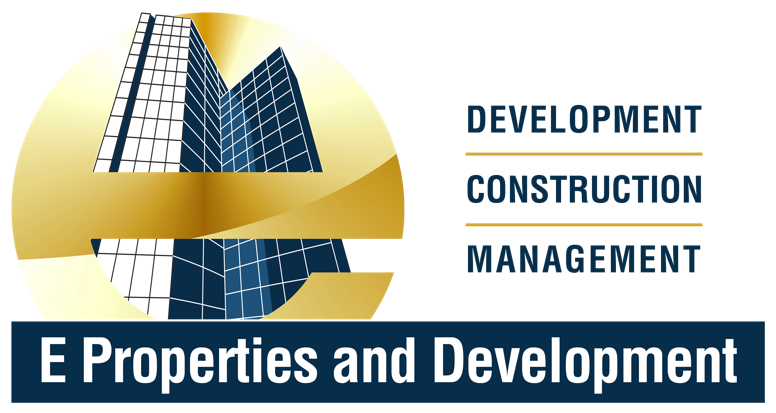 DEVELOPMENT
CONSTRUCTION
MANAGEMENT
E Properties and Development